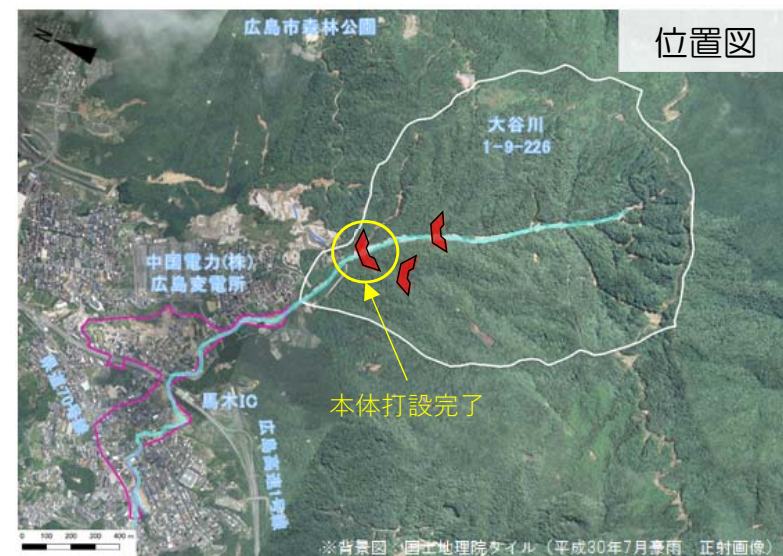 位置図
N
広島市森林公園
大谷川
1-9-226
中国電力(株)
広島変電所
県道70号線
馬木IC
広島高速1号線
本体打設完了
0 100 200 300 400 m
※背景図:国土地理院タイル(平成30年7月豪雨 正射画像)